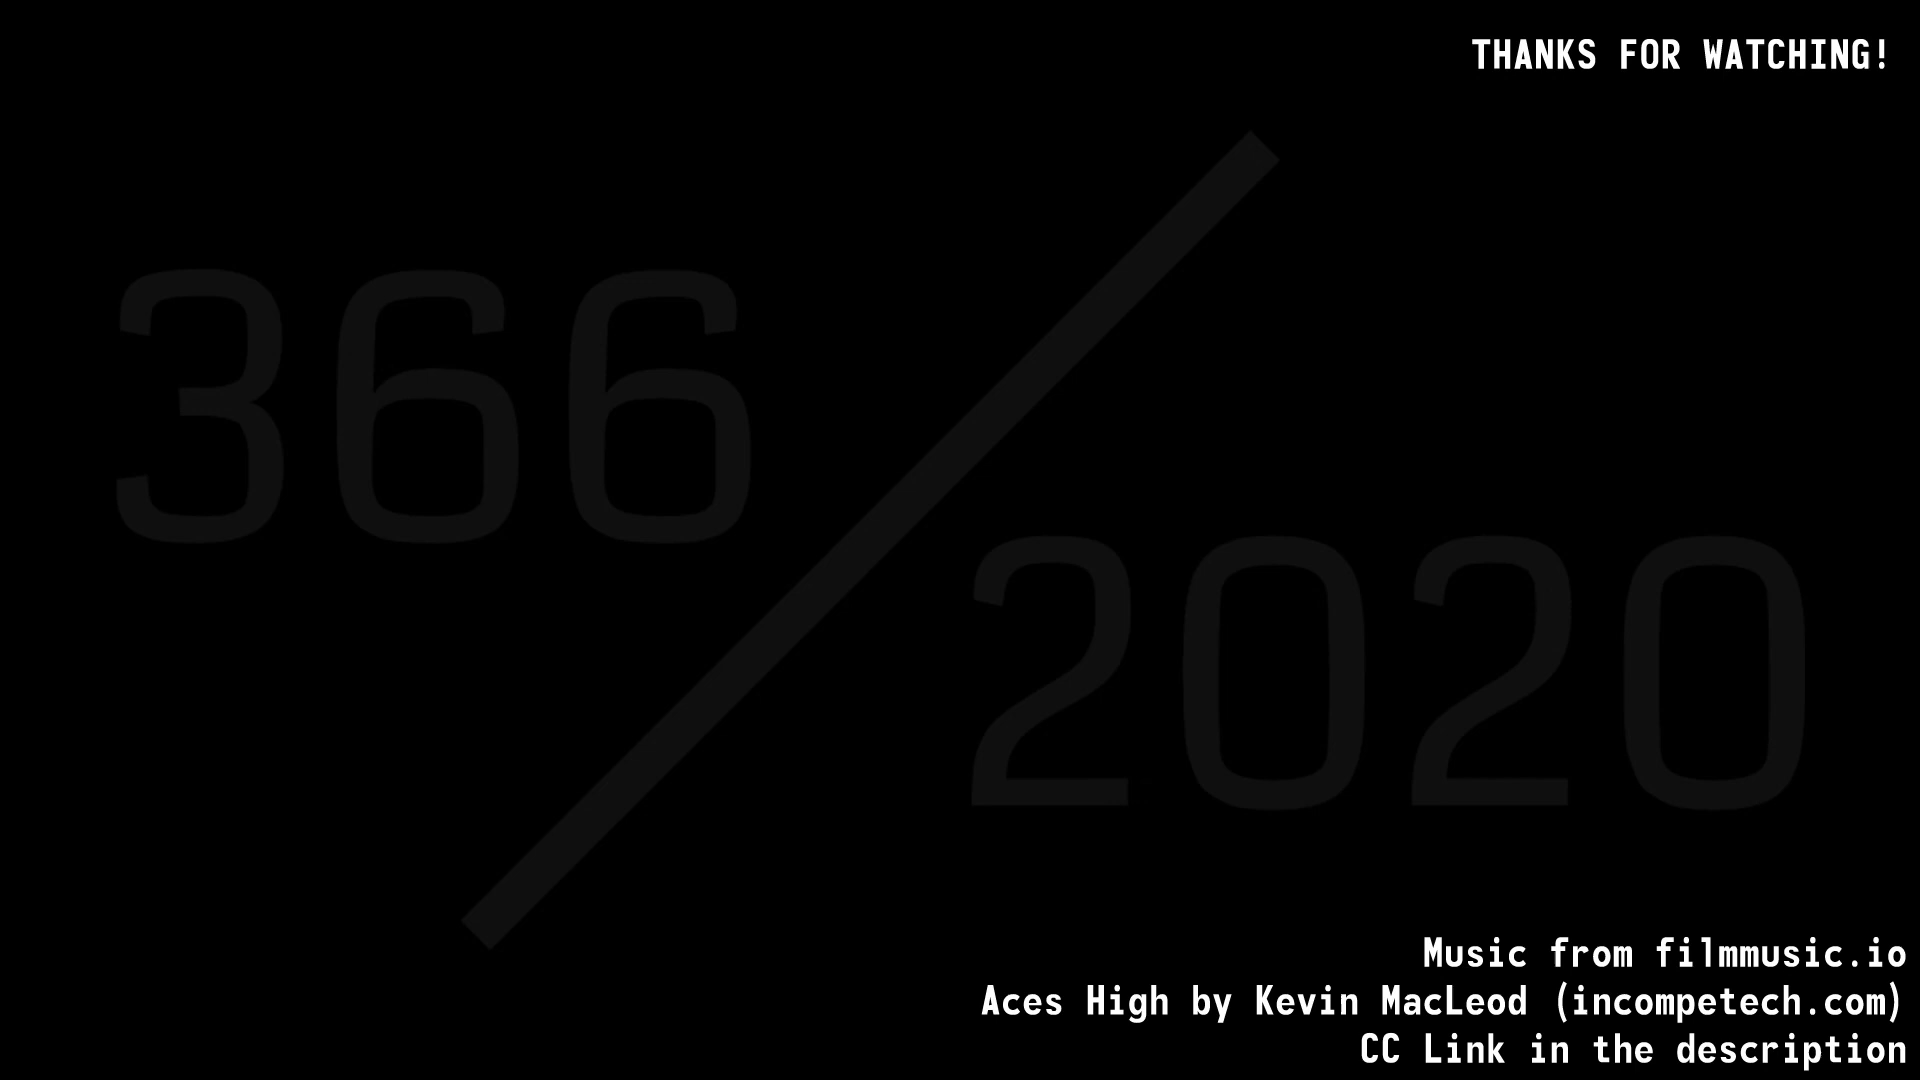 THANKS FOR WATCHING!
366
2020
Music from filmmusic.io
Aces High by Kevin MacLeod (incompetech.com)
CC Link in the description